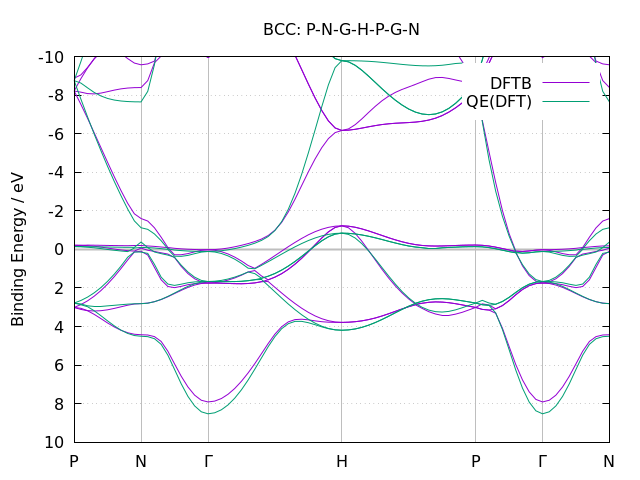 BCC: P-N-G-H-P-G-N
-10
-8
-6
-4
-2
0
2
4
6
8
10
Binding Energy / eV
DFTB
QE(DFT)
P N Γ H P Γ N